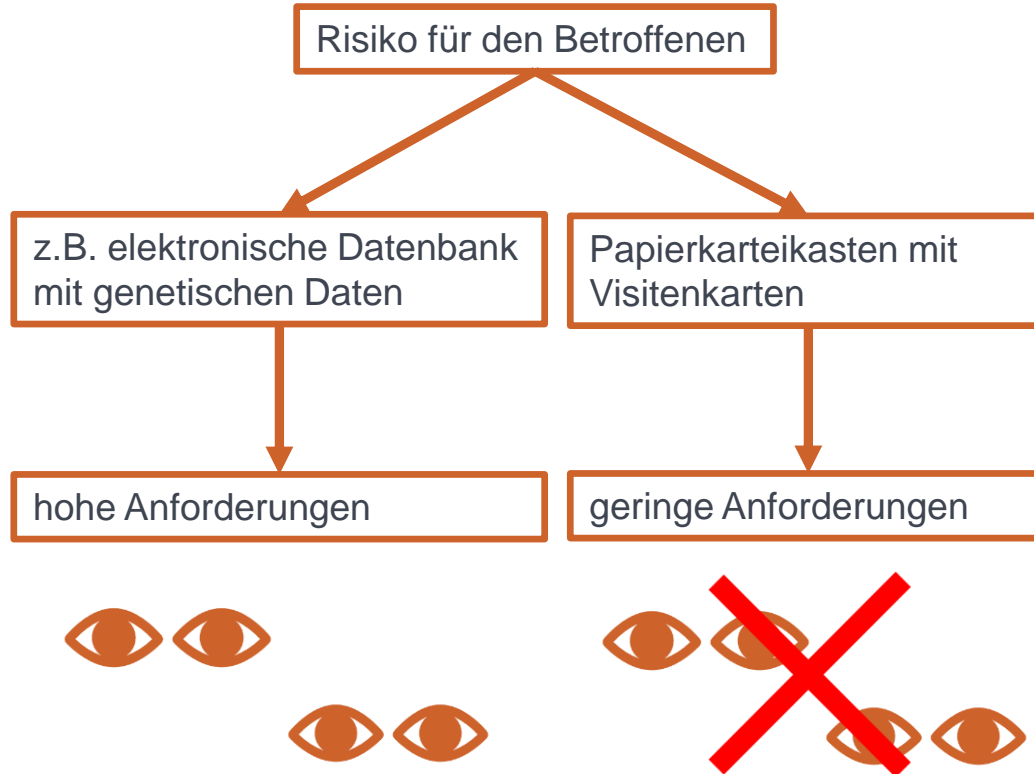 Risiko für den Betroffenen
z.B. elektronische Datenbank
mit genetischen Daten
Papierkarteikasten mit
Visitenkarten
hohe Anforderungen
geringe Anforderungen